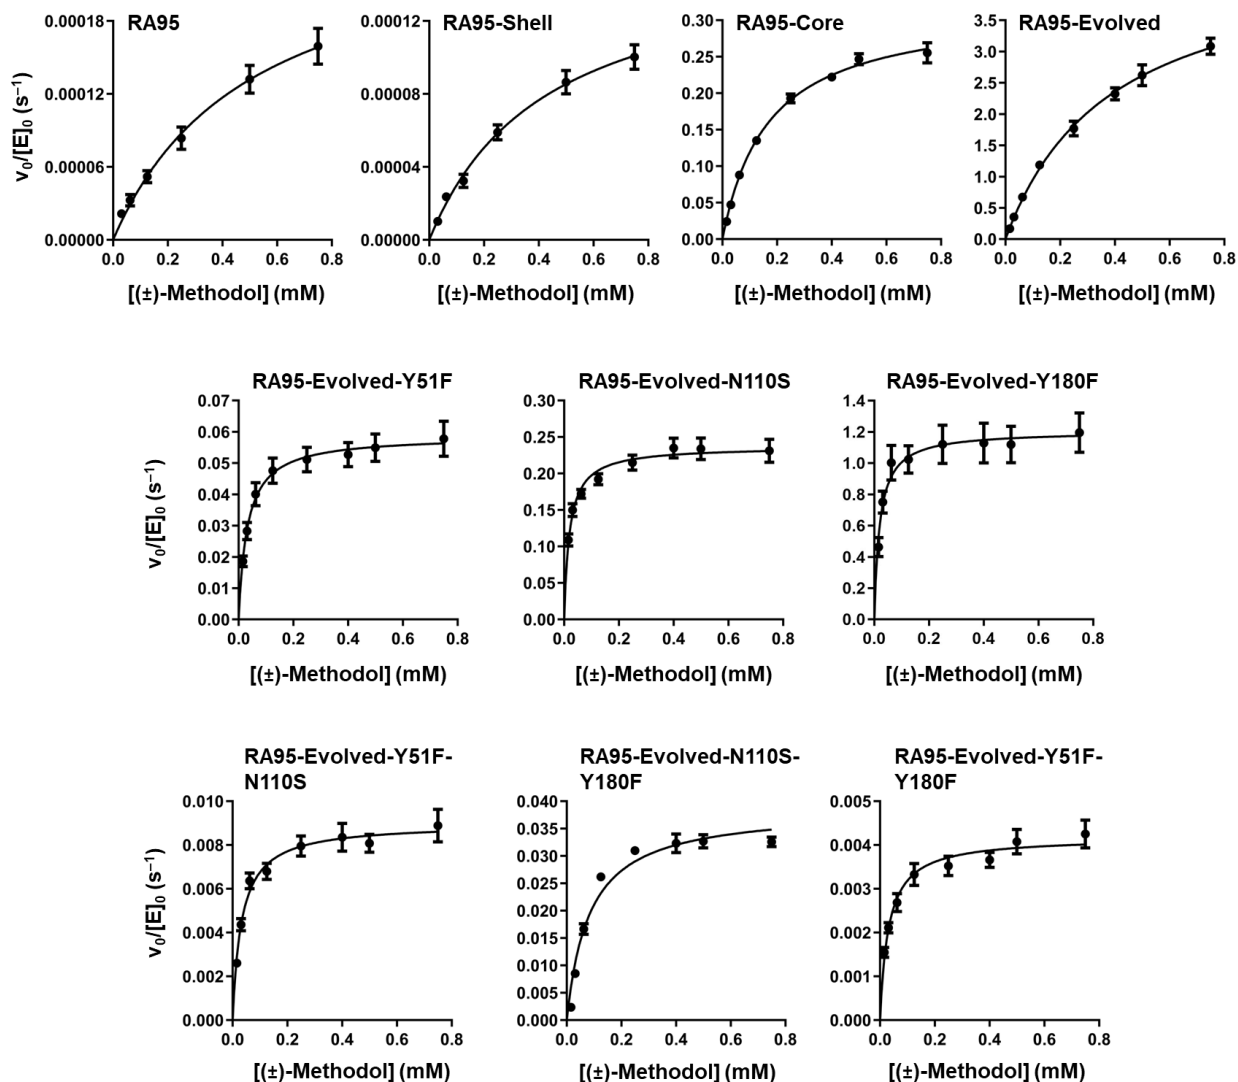 RA95
RA95-Shell
RA95-Core
RA95-Evolved
v0/[E]0 (s−1)
0.00018
0.00012
0.00006
0.00000
0.0 0.2 0.4 0.6 0.8
[(±)-Methodol] (mM)
0.00012
0.00008
0.00004
0.00000
0.0 0.2 0.4 0.6 0.8
[(±)-Methodol] (mM)
0.30
0.25
0.20
0.15
0.10
0.05
0.00
0.0 0.2 0.4 0.6 0.8
[(±)-Methodol] (mM)
3.5
3.0
2.5
2.0
1.5
1.0
0.5
0.0
0.0 0.2 0.4 0.6 0.8
[(±)-Methodol] (mM)
RA95-Evolved-Y51F
RA95-Evolved-N110S
RA95-Evolved-Y180F
v0/[E]0 (s−1)
0.07
0.06
0.05
0.04
0.03
0.02
0.01
0.00
0.0 0.2 0.4 0.6 0.8
[(±)-Methodol] (mM)
0.30
0.25
0.20
0.15
0.10
0.05
0.00
0.0 0.2 0.4 0.6 0.8
[(±)-Methodol] (mM)
1.4
1.2
1.0
0.8
0.6
0.4
0.2
0.0
0.0 0.2 0.4 0.6 0.8
[(±)-Methodol] (mM)
RA95-Evolved-Y51F-
N110S
RA95-Evolved-N110S-
Y180F
RA95-Evolved-Y51F-
Y180F
v0/[E]0 (s−1)
0.010
0.008
0.006
0.004
0.002
0.000
0.0 0.2 0.4 0.6 0.8
[(±)-Methodol] (mM)
0.040
0.035
0.030
0.025
0.020
0.015
0.010
0.005
0.000
0.0 0.2 0.4 0.6 0.8
[(±)-Methodol] (mM)
0.005
0.004
0.003
0.002
0.001
0.000
0.0 0.2 0.4 0.6 0.8
[(±)-Methodol] (mM)